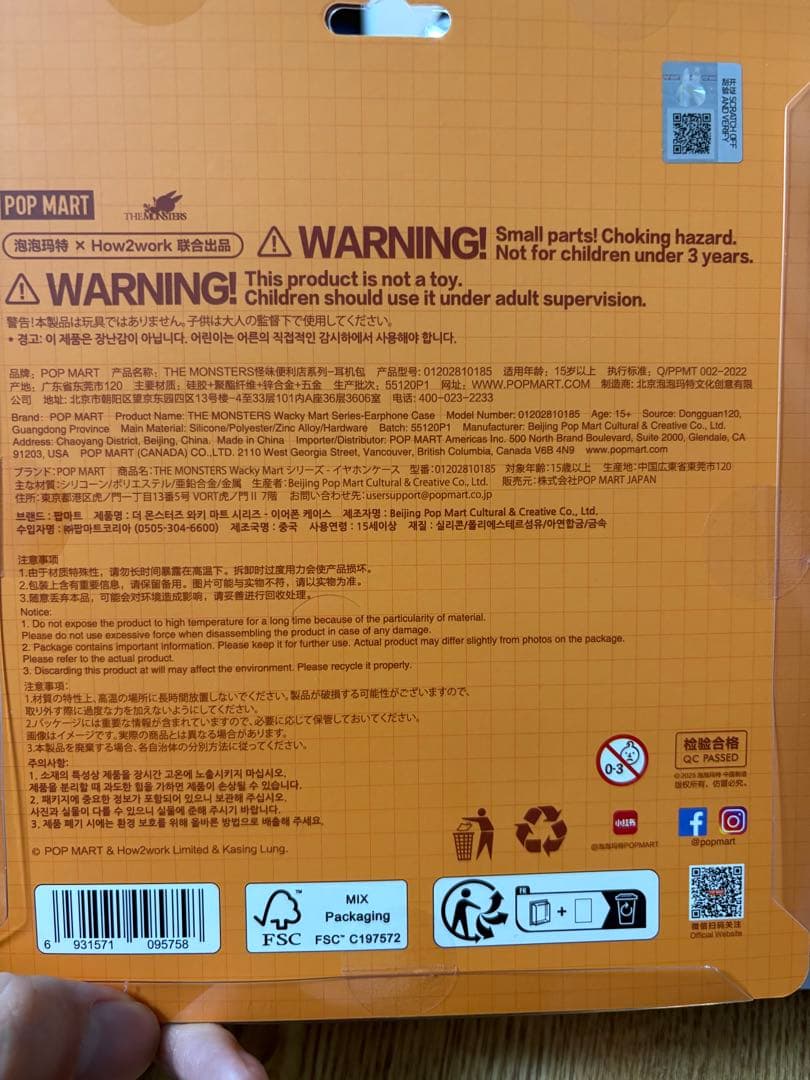 开涂刮验
SCRATCH OFF
AND VERIFY
POP MART
THE MONSTERS
泡泡玛特 × How2work 联合出品
WARNING! Small parts! Choking hazard.
Not for children under 3 years.
WARNING! This product is not a toy.
Children should use it under adult supervision.
警告!本製品は玩具ではありません。子供は大人の監督下で使用してください。
• 경고: 이 제품은 장난감이 아닙니다. 어린이는 어른의 직접적인 감시하에서 사용해야 합니다.
品牌: POP MART 产品名称: THE MONSTERS怪味便利店系列-耳机包 产品型号: 01202810185 适用年龄: 15岁以上 执行标准: Q/PPMT 002-2022
产地: 广东省东莞市120 主要材质: 硅胶+聚酯纤维+锌合金+五金 生产批次: 55120P1 网址: WWW.POPMART.COM 制造商: 北京泡泡玛特文化创意有限
公司 地址: 北京市朝阳区望京东园四区13号楼-4至33层101内A座36层3606室 电话: 400-023-2233
Brand: POP MART Product Name: THE MONSTERS Wacky Mart Series-Earphone Case Model Number: 01202810185 Age: 15+ Source: Dongguan120,
Guangdong Province Main Material: Silicone/Polyester/Zinc Alloy/Hardware Batch: 55120P1 Manufacturer: Beijing Pop Mart Cultural & Creative Co., Ltd.
Address: Chaoyang District, Beijing, China. Made in China Importer/Distributor: POP MART Americas Inc. 500 North Brand Boulevard, Suite 2000, Glendale, CA
91203, USA POP MART (CANADA) CO.,LTD. 2110 West Georgia Street, Vancouver, British Columbia, Canada V6B 4N9 www.popmart.com
ブランド: POP MART 商品名: THE MONSTERS Wacky Mart シリーズ - イヤホンケース 型番: 01202810185 対象年齢: 15歳以上 生産地: 中国広東省東莞市120
主な材質: シリコーン/ポリエステル/亜鉛合金/金属 生産者: Beijing Pop Mart Cultural & Creative Co., Ltd. 販売元: 株式会社POP MART JAPAN
住所: 東京都港区虎ノ門一丁目13番5号 VORT虎ノ門Ⅱ 7階 お問い合わせ先: usersupport@popmart.co.jp
브랜드 : 팝마트 제품명 : 더 몬스터즈 와키 마트 시리즈 - 이어폰 케이스 제조자명 : Beijing Pop Mart Cultural & Creative Co., Ltd.
수입자명 : ㈜팝마트코리아 (0505-304-6600) 제조국명 : 중국 사용연령 : 15세이상 재질 : 실리콘/폴리에스테르섬유/아연합금/금속
注意事项
1.由于材质特殊性，请勿长时间暴露在高温下。拆卸时过度用力会使产品损坏。
2.包装上含有重要信息，请保留备用。图片可能与实物不符，请以实物为准。
3.随意丢弃本品，可能会对环境造成影响，请妥善进行回收处理。
Notice:
1. Do not expose the product to high temperature for a long time because of the particularity of material.
Please do not use excessive force when disassembling the product in case of any damage.
2. Package contains important information. Please keep it for further use. Actual product may differ slightly from photos on the package.
Please refer to the actual product.
3. Discarding this product at will may affect the environment. Please recycle it properly.
注意事項:
1.材質の特性上、高温の場所に長時間放置しないでください。製品が破損する可能性がございますので、
取り外す際に過度な力を加えないようにしてください。
2.パッケージには重要な情報が含まれていますので、必要に応じて保管しておいてください。
画像はイメージです。実際の商品とは異なる場合があります。
3.本製品を廃棄する場合、各自治体の分別方法に従ってください。
주의사항:
1. 소재의 특성상 제품을 장시간 고온에 노출시키지 마십시오.
제품을 분리할 때 과도한 힘을 가하면 제품이 손상될 수 있습니다.
2. 패키지에 중요한 정보가 포함되어 있으니 보관해 주십시오.
사진과 실물이 다를 수 있으니 실물에 준해 주시기 바랍니다.
3. 제품 폐기 시에는 환경 보호를 위해 올바른 방법으로 배출해 주세요.
© POP MART & How2work Limited & Kasing Lung.
0-3
检验合格
QC PASSED
©2025 泡泡玛特 中国制造
版权所有，仿冒必究。
小红书
@泡泡玛特POPMART
@popmart
6 931571 095758
FSC™
MIX
Packaging
FSC™ C197572
FR
+
微信扫码关注
Official Website